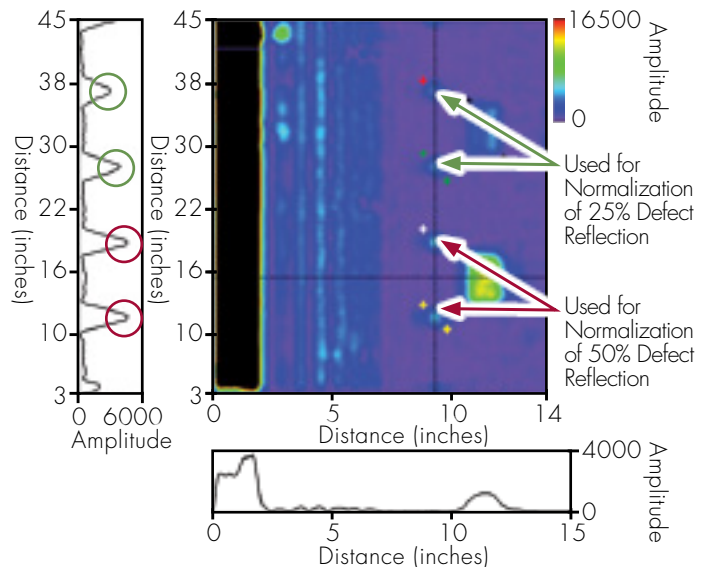 45
38
30
22
16
10
3
Distance (inches)
0 6000
Amplitude
45
38
30
22
16
10
3
Distance (inches)
0 5 10 14
Distance (inches)
16500
0
Amplitude
Used for
Normalization
of 25% Defect
Reflection
Used for
Normalization
of 50% Defect
Reflection
4000
0
Amplitude
0 5 10 15
Distance (inches)